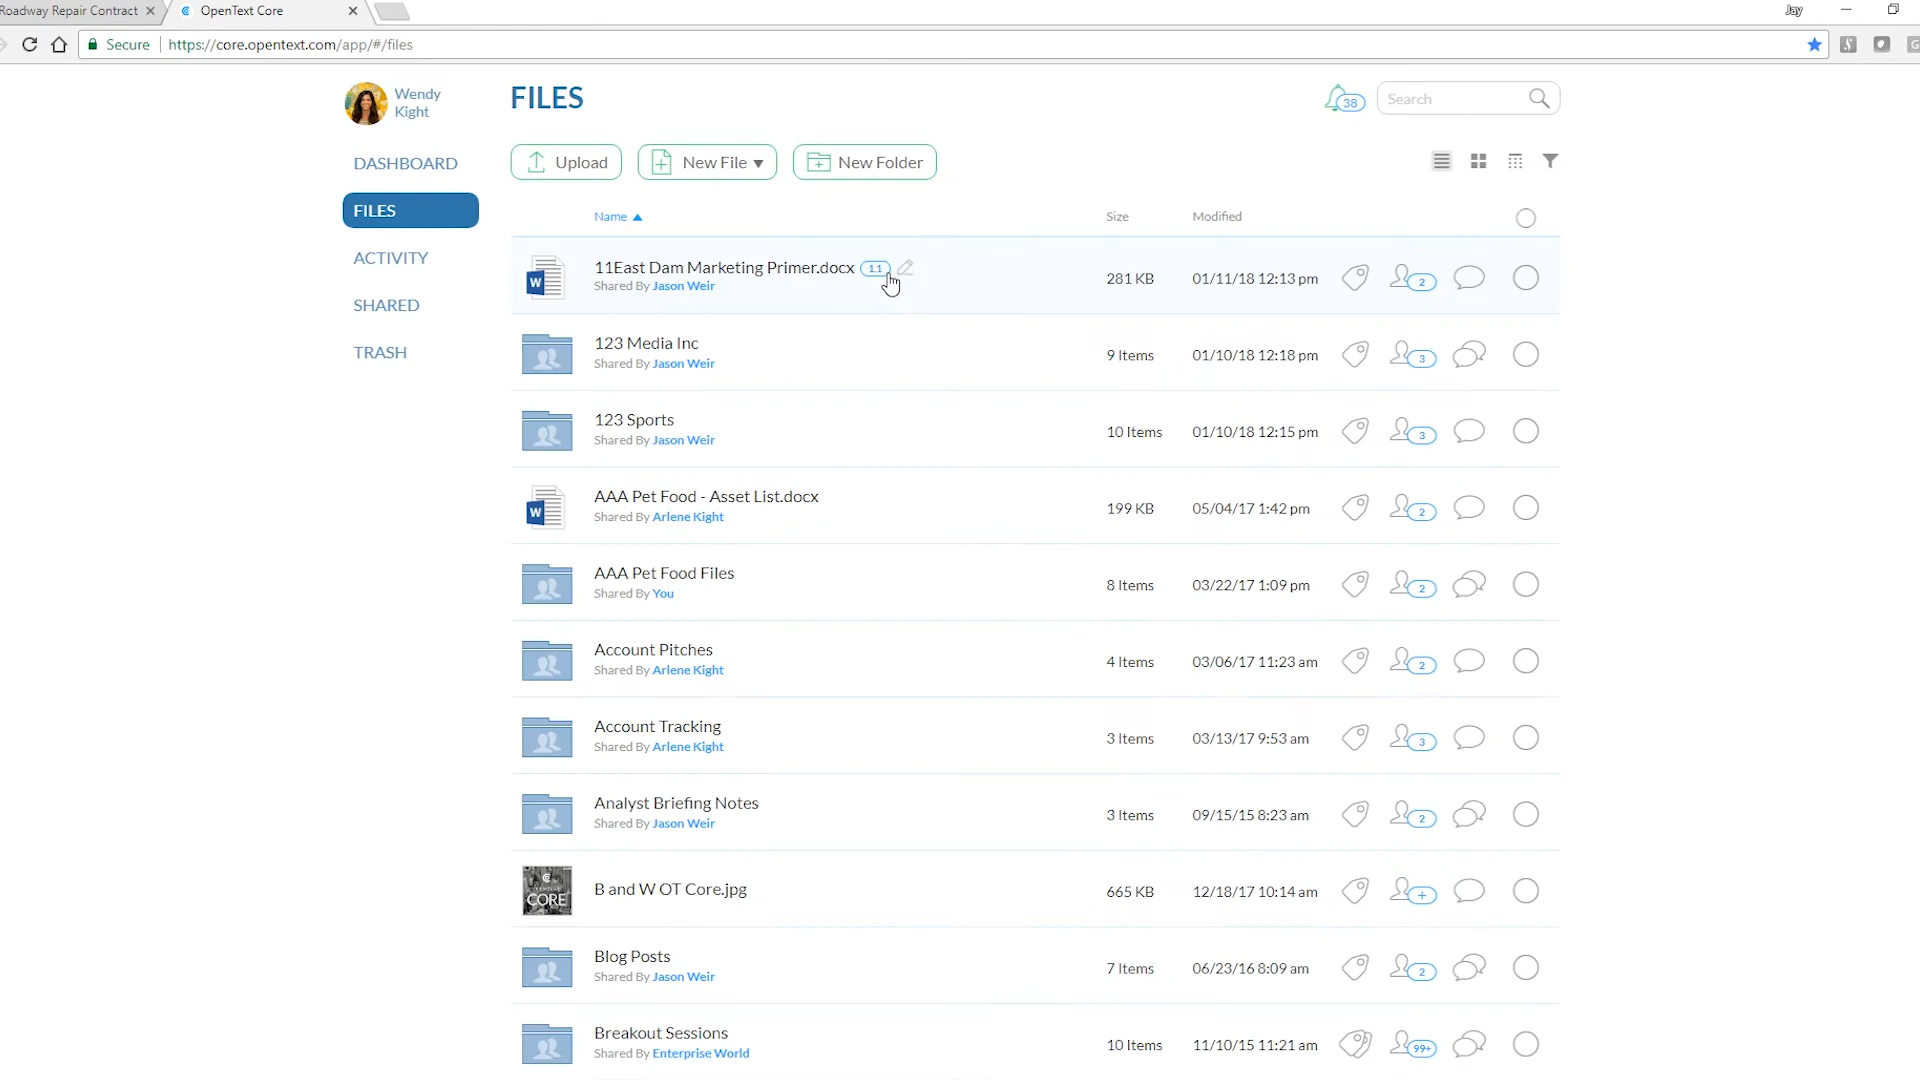 Roadway Repair Contract
OpenText Core
Jay
Secure
https://core.opentext.com/app/#/files
Wendy
Kight
FILES
38
Search
DASHBOARD
FILES
ACTIVITY
SHARED
TRASH
Upload
New File
New Folder
Name
Size
Modified
11East Dam Marketing Primer.docx 1.1
Shared By Jason Weir
281 KB
01/11/18 12:13 pm
2
123 Media Inc
Shared By Jason Weir
9 Items
01/10/18 12:18 pm
3
123 Sports
Shared By Jason Weir
10 Items
01/10/18 12:15 pm
3
AAA Pet Food - Asset List.docx
Shared By Arlene Kight
199 KB
05/04/17 1:42 pm
2
AAA Pet Food Files
Shared By You
8 Items
03/22/17 1:09 pm
2
Account Pitches
Shared By Arlene Kight
4 Items
03/06/17 11:23 am
2
Account Tracking
Shared By Arlene Kight
3 Items
03/13/17 9:53 am
3
Analyst Briefing Notes
Shared By Jason Weir
3 Items
09/15/15 8:23 am
2
CORE
B and W OT Core.jpg
665 KB
12/18/17 10:14 am
+
Blog Posts
Shared By Jason Weir
7 Items
06/23/16 8:09 am
2
Breakout Sessions
Shared By Enterprise World
10 Items
11/10/15 11:21 am
99+